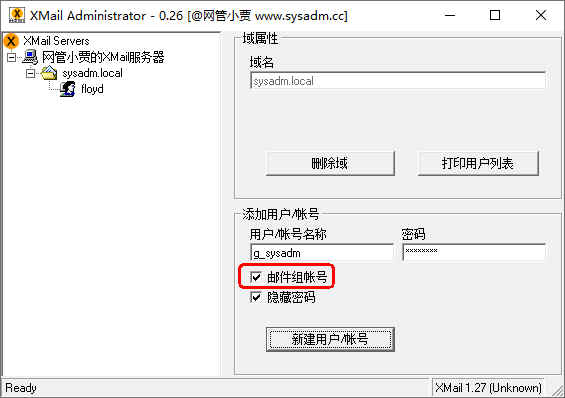 XMail Administrator - 0.26 [@网管小贾 www.sysadm.cc]
XMail Servers
网管小贾的XMail服务器
sysadm.local
floyd
域属性
域名
sysadm.local
删除域
打印用户列表
添加用户/帐号
用户/帐号名称
密码
g_sysadm
********
邮件组帐号
隐藏密码
新建用户/帐号
Ready
XMail 1.27 (Unknown)